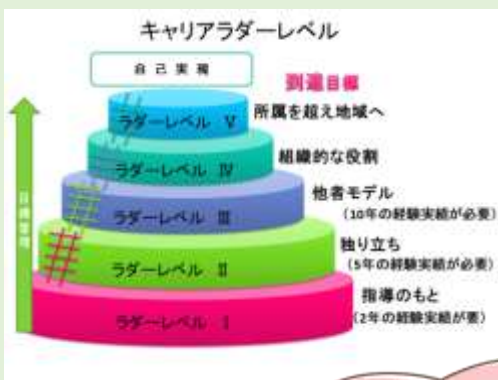 キャリアラダーレベル
自己実現
到達目標
ラダーレベル Ⅴ
所属を超え地域へ
ラダーレベル Ⅳ
組織的な役割
ラダーレベル Ⅲ
他者モデル
(10年の経験実績が必要)
ラダーレベル Ⅱ
独り立ち
(5年の経験実績が必要)
ラダーレベル Ⅰ
指導のもと
(2年の経験実績が要)
目標管理